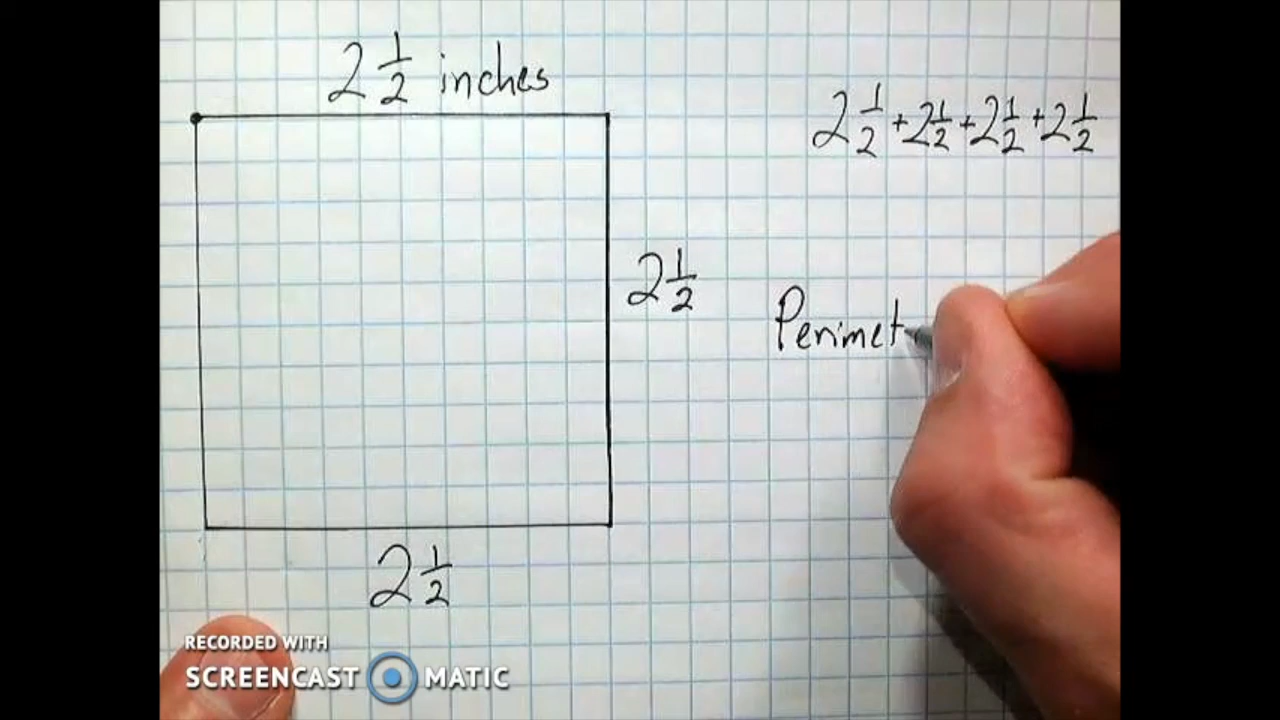 2 1/2 inches
2 1/2 + 2 1/2 + 2 1/2 + 2 1/2
2 1/2
Perimet
2 1/2
RECORDED WITH
SCREENCAST MATIC